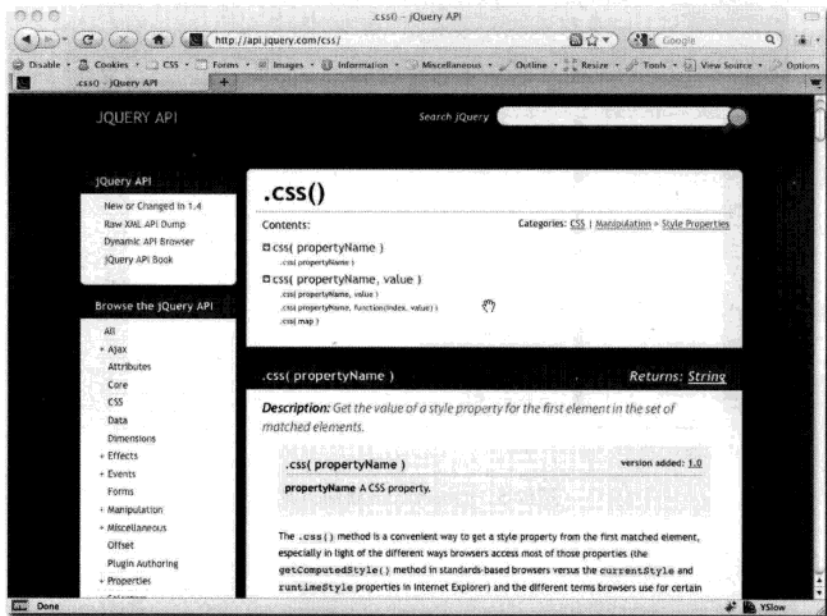 .css() – jQuery API
http://api.jquery.com/css/
Google
Disable Cookies CSS Forms Images Information Miscellaneous Outline Resize Tools View Source Options
.css() – jQuery API
JQUERY API
Search jQuery
jQuery API
New or Changed in 1.4
Raw XML API Dump
Dynamic API Browser
jQuery API Book
Browse the jQuery API
All
+ Ajax
Attributes
Core
CSS
Data
Dimensions
+ Effects
+ Events
Forms
+ Manipulation
+ Miscellaneous
Offset
Plugin Authoring
+ Properties
.css()
Contents:
Categories: CSS | Manipulation > Style Properties
css( propertyName )
.css( propertyName )
css( propertyName, value )
.css( propertyName, value )
.css( propertyName, function(index, value) )
.css( map )
.css( propertyName )
Returns: String
Description: Get the value of a style property for the first element in the set of
matched elements.
.css( propertyName )
version added: 1.0
propertyName A CSS property.
The .css() method is a convenient way to get a style property from the first matched element,
especially in light of the different ways browsers access most of those properties (the
getComputedStyle() method in standards-based browsers versus the currentStyle and
runtimeStyle properties in Internet Explorer) and the different terms browsers use for certain
Done
YSlow